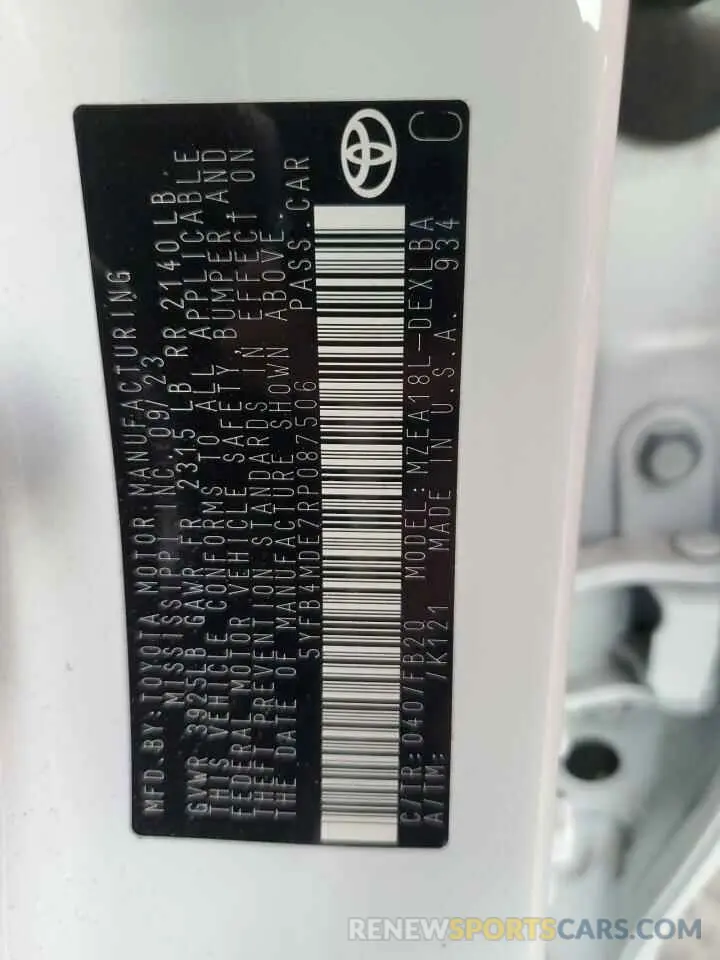 MFD. BY: TOYOTA MOTOR MANUFACTURING
MISSISSIPPI, INC. 09/23
GVWR 3925LB GAWR FR 2315 LB RR 2140LB
THIS VEHICLE CONFORMS TO ALL APPLICABLE
FEDERAL MOTOR VEHICLE SAFETY, BUMPER, AND
THEFT PREVENTION STANDARDS IN EFFECT ON
THE DATE OF MANUFACTURE SHOWN ABOVE.
5YFB4MDE7RP087506 PASS. CAR
C/TR: 040/FB20 MODEL: MZEA18L-DEXLBA
A/TM: /K121 MADE IN U.S.A. 934
C
RENEWSPORTSCARS.COM